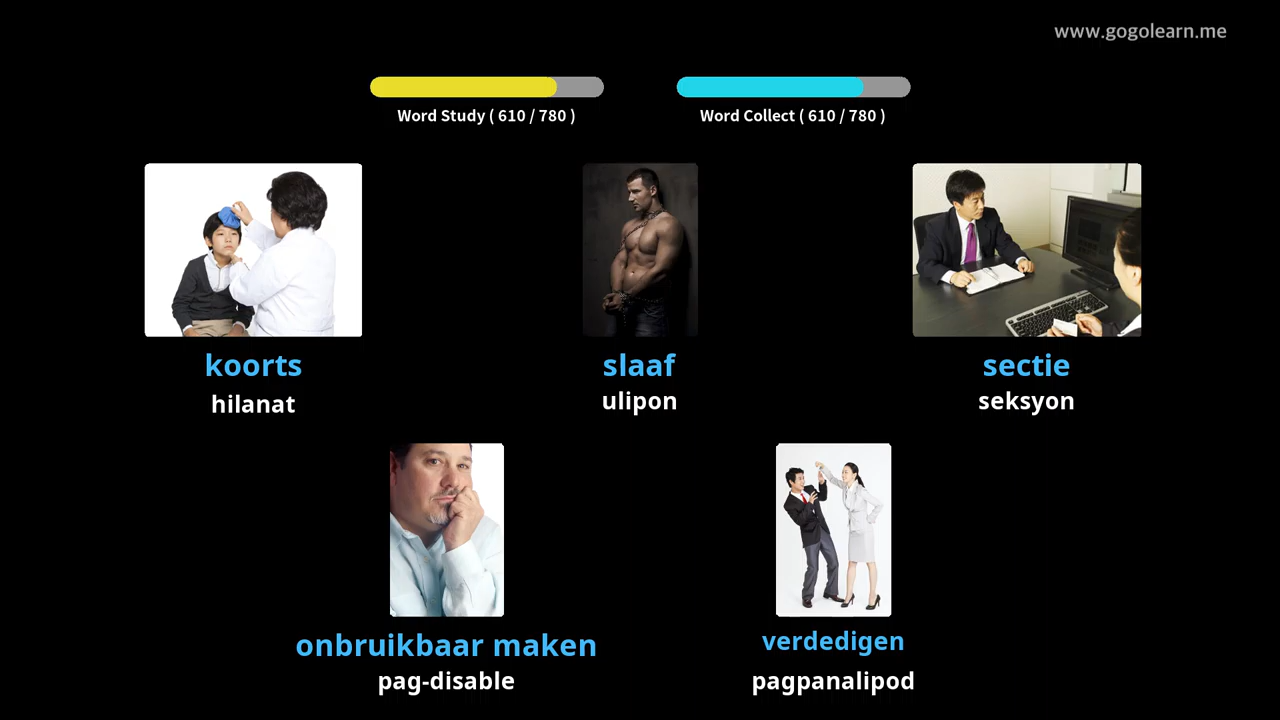 www.gogolearn.me
Word Study ( 610 / 780 )
Word Collect ( 610 / 780 )
koorts
hilanat
slaaf
ulipon
sectie
seksyon
onbruikbaar maken
pag-disable
verdedigen
pagpanalipod